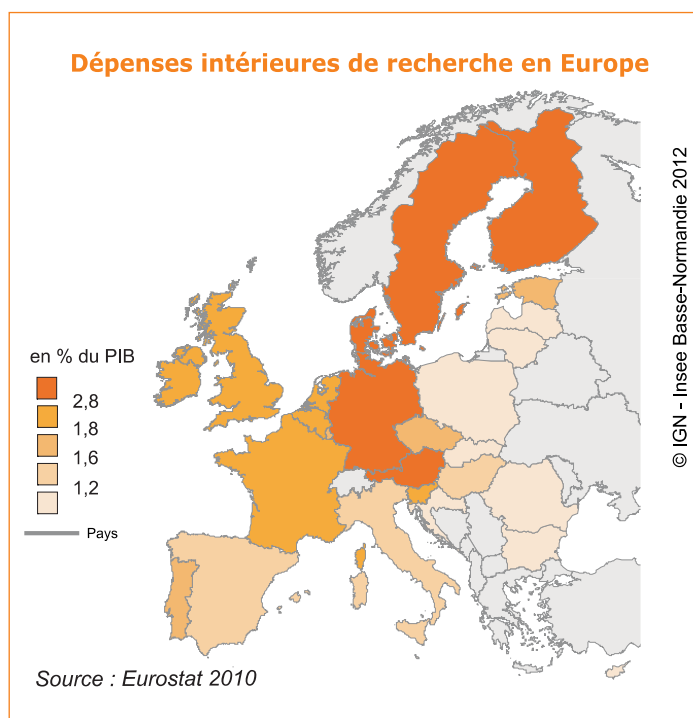 Dépenses intérieures de recherche en Europe
© IGN - Insee Basse-Normandie 2012
en % du PIB
2,8
1,8
1,6
1,2
Pays
Source : Eurostat 2010